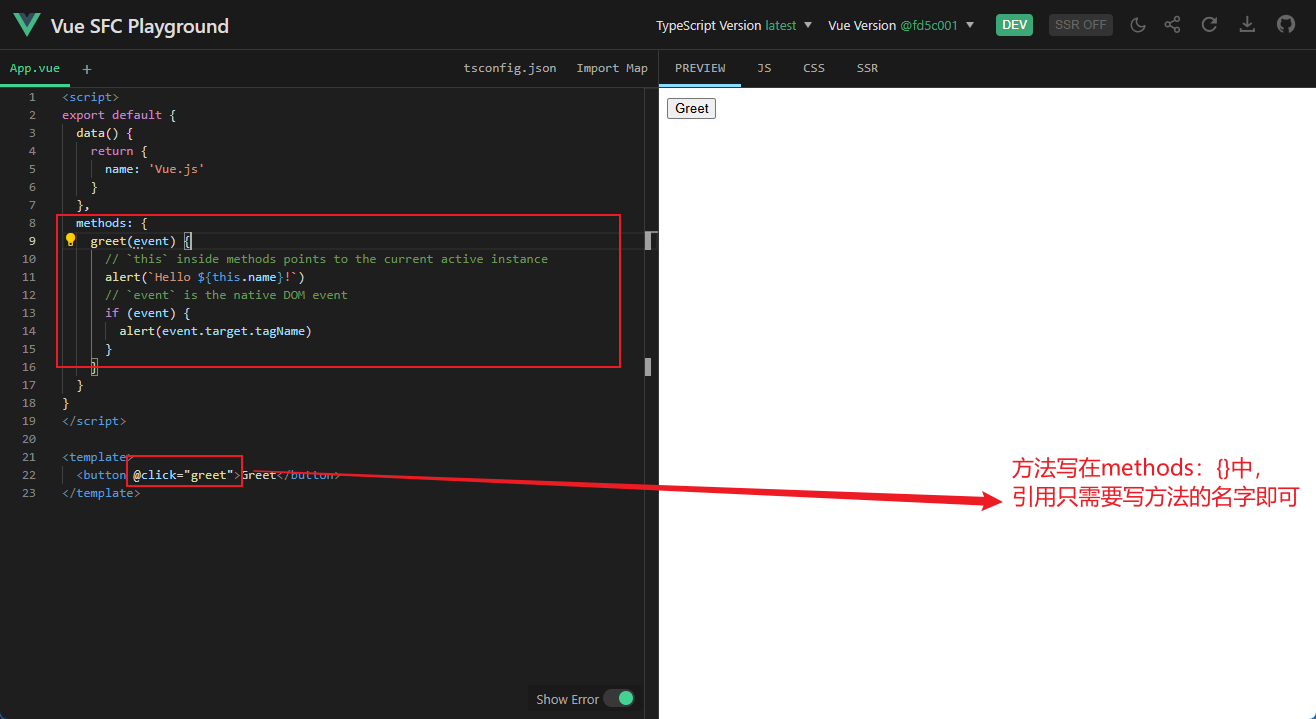 Vue SFC Playground
TypeScript Version latest
Vue Version @fd5c001
DEV
SSR OFF
App.vue +
tsconfig.json
Import Map
PREVIEW
JS
CSS
SSR
1 <script>
2 export default {
3 data() {
4 return {
5 name: 'Vue.js'
6 }
7 },
8 methods: {
9 greet(event) {
10 // `this` inside methods points to the current active instance
11 alert(`Hello ${this.name}!`)
12 // `event` is the native DOM event
13 if (event) {
14 alert(event.target.tagName)
15 }
16 }
17 }
18 }
19 </script>
20
21 <template>
22 <button @click="greet">Greet</button>
23 </template>
Show Error
Greet
方法写在methods：{}中，
引用只需要写方法的名字即可